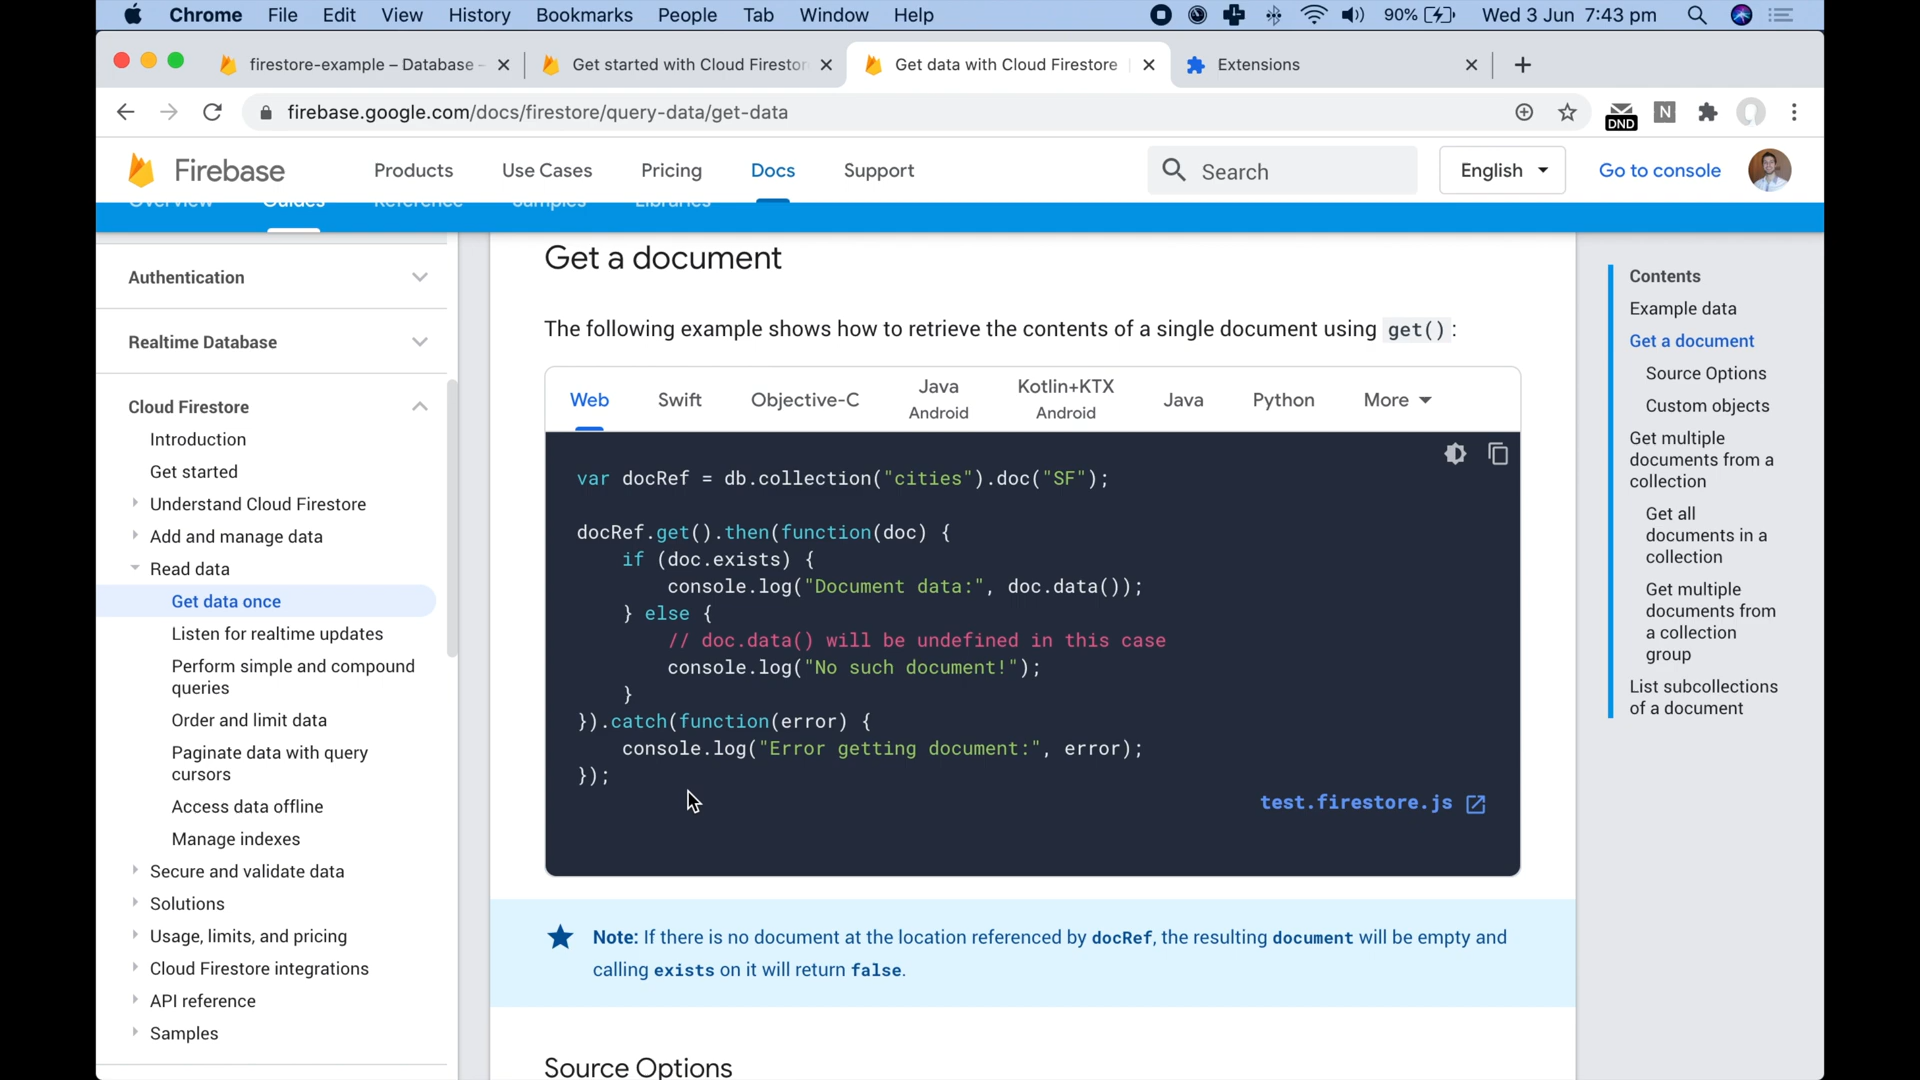 Chrome File Edit View History Bookmarks People Tab Window Help 90% Wed 3 Jun 7:43 pm
firestore-example – Database – Get started with Cloud Firestor Get data with Cloud Firestore Extensions
firebase.google.com/docs/firestore/query-data/get-data
DND N
Firebase Products Use Cases Pricing Docs Support Search English Go to console
Overview Guides Reference Samples Libraries
Authentication
Realtime Database
Cloud Firestore
Introduction
Get started
Understand Cloud Firestore
Add and manage data
Read data
Get data once
Listen for realtime updates
Perform simple and compound
queries
Order and limit data
Paginate data with query
cursors
Access data offline
Manage indexes
Secure and validate data
Solutions
Usage, limits, and pricing
Cloud Firestore integrations
API reference
Samples
Get a document
The following example shows how to retrieve the contents of a single document using get():
Web Swift Objective-C Java Android Kotlin+KTX Android Java Python More
var docRef = db.collection("cities").doc("SF");
docRef.get().then(function(doc) {
    if (doc.exists) {
        console.log("Document data:", doc.data());
    } else {
        // doc.data() will be undefined in this case
        console.log("No such document!");
    }
}).catch(function(error) {
    console.log("Error getting document:", error);
});
test.firestore.js
Note: If there is no document at the location referenced by docRef, the resulting document will be empty and
calling exists on it will return false.
Source Options
Contents
Example data
Get a document
Source Options
Custom objects
Get multiple
documents from a
collection
Get all
documents in a
collection
Get multiple
documents from
a collection
group
List subcollections
of a document